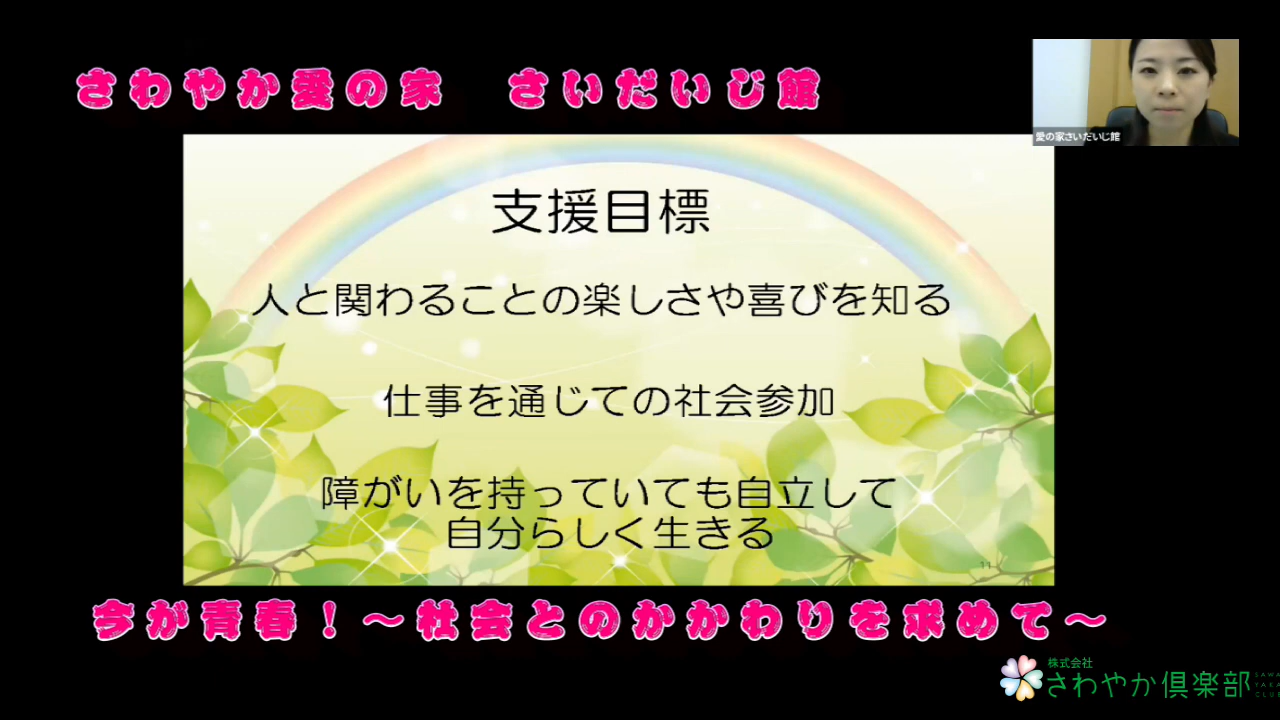 さわやか愛の家 さいだいじ館
愛の家さいだいじ館
支援目標
人と関わることの楽しさや喜びを知る
仕事を通じての社会参加
障がいを持っていても自立して
自分らしく生きる
11
今が青春！～社会とのかかわりを求めて～
株式会社
さわやか倶楽部
SAWA
YAKA
CLUB